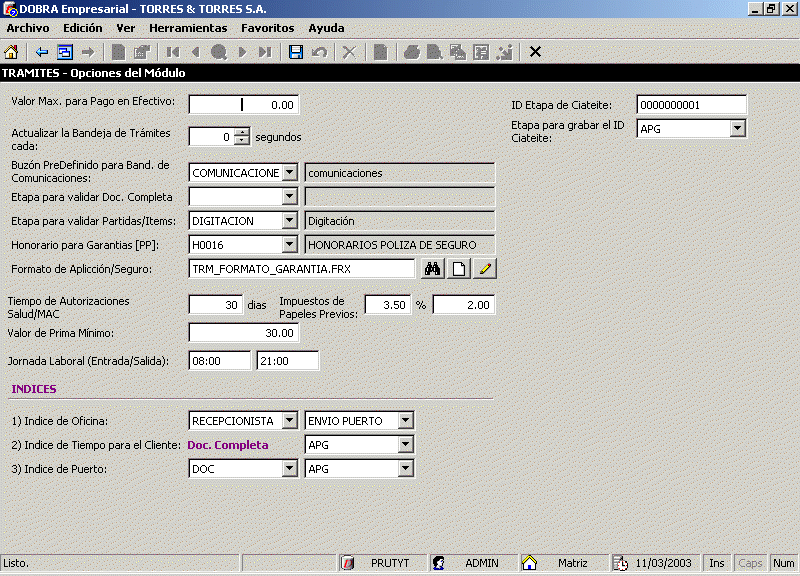 DOBRA Empresarial - TORRES & TORRES S.A.
Archivo Edición Ver Herramientas Favoritos Ayuda
TRAMITES - Opciones del Módulo
Valor Max. para Pago en Efectivo: 0.00 ID Etapa de Ciateite: 0000000001
Actualizar la Bandeja de Trámites cada: 0 segundos Etapa para grabar el ID Ciateite: APG
Buzón PreDefinido para Band. de Comunicaciones: COMUNICACIONE comunicaciones
Etapa para validar Doc. Completa
Etapa para validar Partidas/Items: DIGITACION Digitación
Honorario para Garantias [PP]: H0016 HONORARIOS POLIZA DE SEGURO
Formato de Aplicción/Seguro: TRM_FORMATO_GARANTIA.FRX
Tiempo de Autorizaciones Salud/MAC 30 dias Impuestos de Papeles Previos: 3.50 % 2.00
Valor de Prima Mínimo: 30.00
Jornada Laboral (Entrada/Salida): 08:00 21:00
INDICES
1) Indice de Oficina: RECEPCIONISTA ENVIO PUERTO
2) Indice de Tiempo para el Cliente: Doc. Completa APG
3) Indice de Puerto: DOC APG
Listo. PRUTYT ADMIN Matriz 11/03/2003 Ins Caps Num